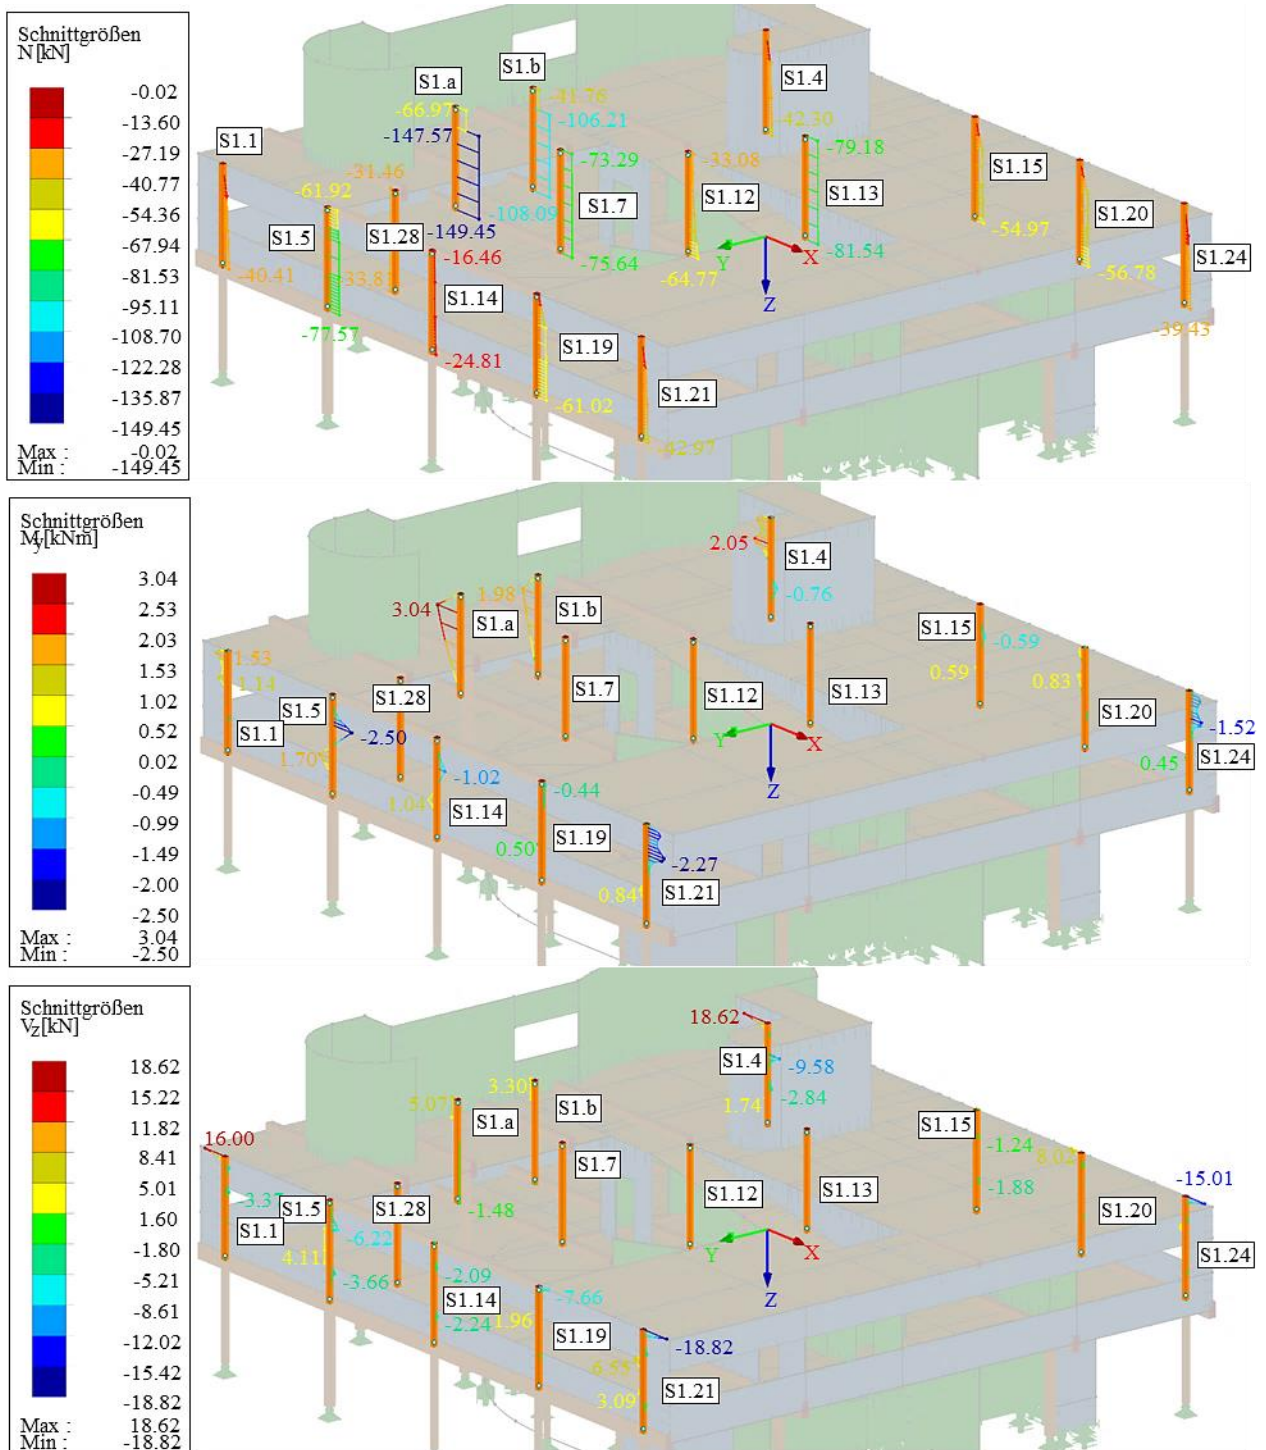 Schnittgrößen
N [kN]
-0.02
-13.60
-27.19
-40.77
-54.36
-67.94
-81.53
-95.11
-108.70
-122.28
-135.87
-149.45
Max : -0.02
Min : -149.45
S1.1
-40.41
S1.5
-61.92
-77.57
S1.28
-31.46
-33.81
S1.a
-66.97
-147.57
-149.45
S1.b
-41.76
-106.21
-108.09
S1.7
-73.29
-75.64
S1.14
-16.46
-24.81
S1.19
-61.02
S1.21
-42.97
S1.12
-33.08
-64.77
S1.4
-42.30
S1.13
-79.18
-81.54
S1.15
-54.97
S1.20
-56.78
S1.24
-39.43
Y
X
Z
Schnittgrößen
My [kNm]
3.04
2.53
2.03
1.53
1.02
0.52
0.02
-0.49
-0.99
-1.49
-2.00
-2.50
Max : 3.04
Min : -2.50
1.53
1.14
S1.1
S1.5
-2.50
1.70
S1.28
3.04
S1.a
1.98
S1.b
S1.7
-1.02
1.04
S1.14
-0.44
0.50
S1.19
-2.27
0.84
S1.21
S1.12
2.05
S1.4
-0.76
S1.13
S1.15
-0.59
0.59
0.83
S1.20
-1.52
S1.24
0.45
Y
X
Z
Schnittgrößen
Vz [kN]
18.62
15.22
11.82
8.41
5.01
1.60
-1.80
-5.21
-8.61
-12.02
-15.42
-18.82
Max : 18.62
Min : -18.82
16.00
-3.37
S1.1
S1.5
-6.22
4.11
-3.66
S1.28
5.07
S1.a
-1.48
3.30
S1.b
S1.7
-2.09
S1.14
-2.24
-7.66
1.96
S1.19
-18.82
6.55
3.09
S1.21
S1.12
18.62
S1.4
-9.58
-2.84
1.74
S1.13
S1.15
-1.24
-1.88
8.02
S1.20
-15.01
S1.24
Y
X
Z